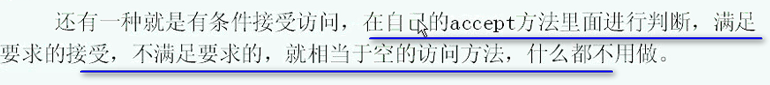 还有一种就是有条件接受访问，在自己的accept方法里面进行判断，满足
要求的接受，不满足要求的，就相当于空的访问方法，什么都不用做。